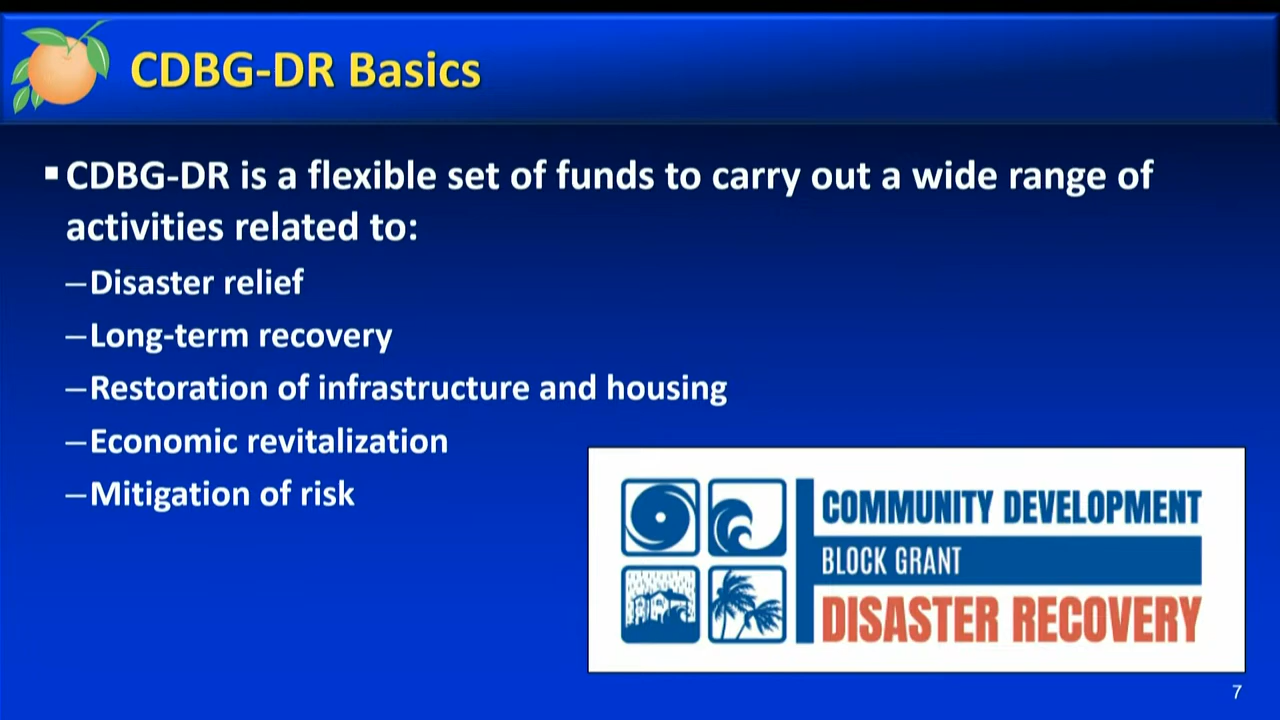 CDBG-DR Basics
▪ CDBG-DR is a flexible set of funds to carry out a wide range of
activities related to:
–Disaster relief
–Long-term recovery
–Restoration of infrastructure and housing
–Economic revitalization
–Mitigation of risk
COMMUNITY DEVELOPMENT
BLOCK GRANT
DISASTER RECOVERY
7